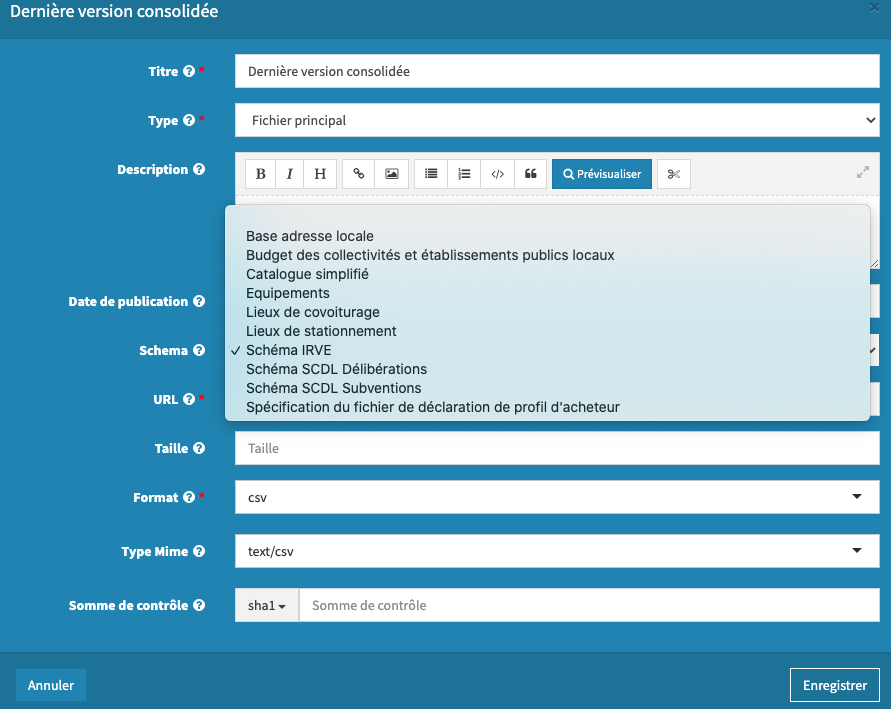 Dernière version consolidée
Titre *
Dernière version consolidée
Type *
Fichier principal
Description
B I H Prévisualiser
Base adresse locale
Budget des collectivités et établissements publics locaux
Catalogue simplifié
Equipements
Date de publication
Lieux de covoiturage
Lieux de stationnement
Schema
✓ Schéma IRVE
Schéma SCDL Délibérations
Schéma SCDL Subventions
URL *
Spécification du fichier de déclaration de profil d'acheteur
Taille
Taille
Format *
csv
Type Mime
text/csv
Somme de contrôle
sha1
Somme de contrôle
Annuler
Enregistrer